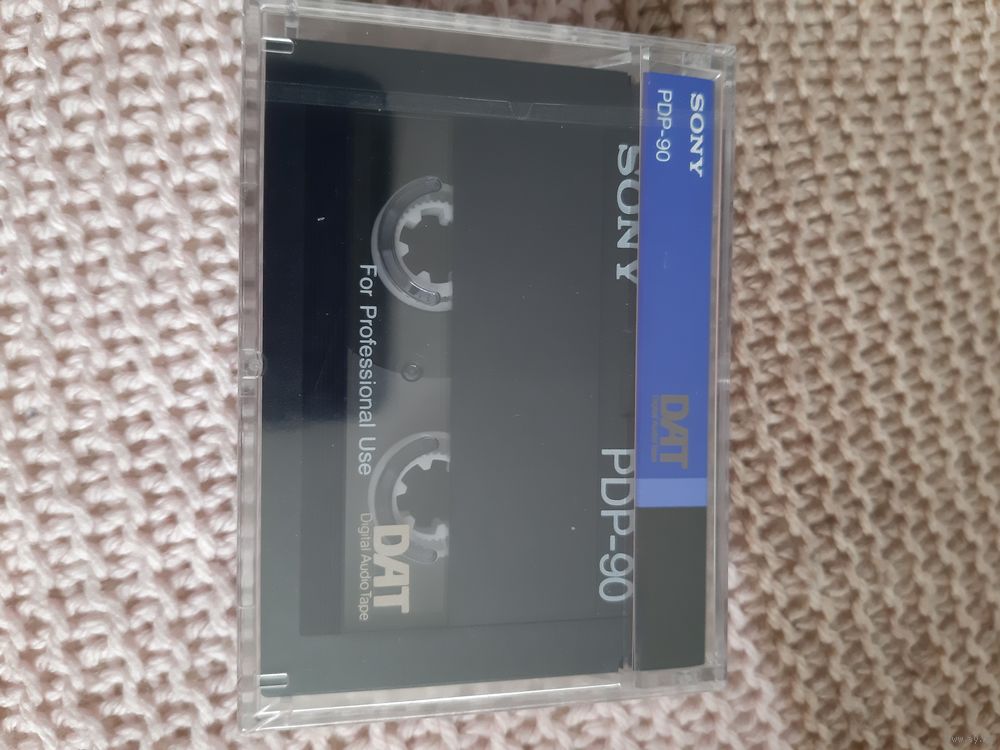 SONY
PDP-90
DAT
SONY
PDP-90
For Professional Use
DAT
Digital Audio Tape